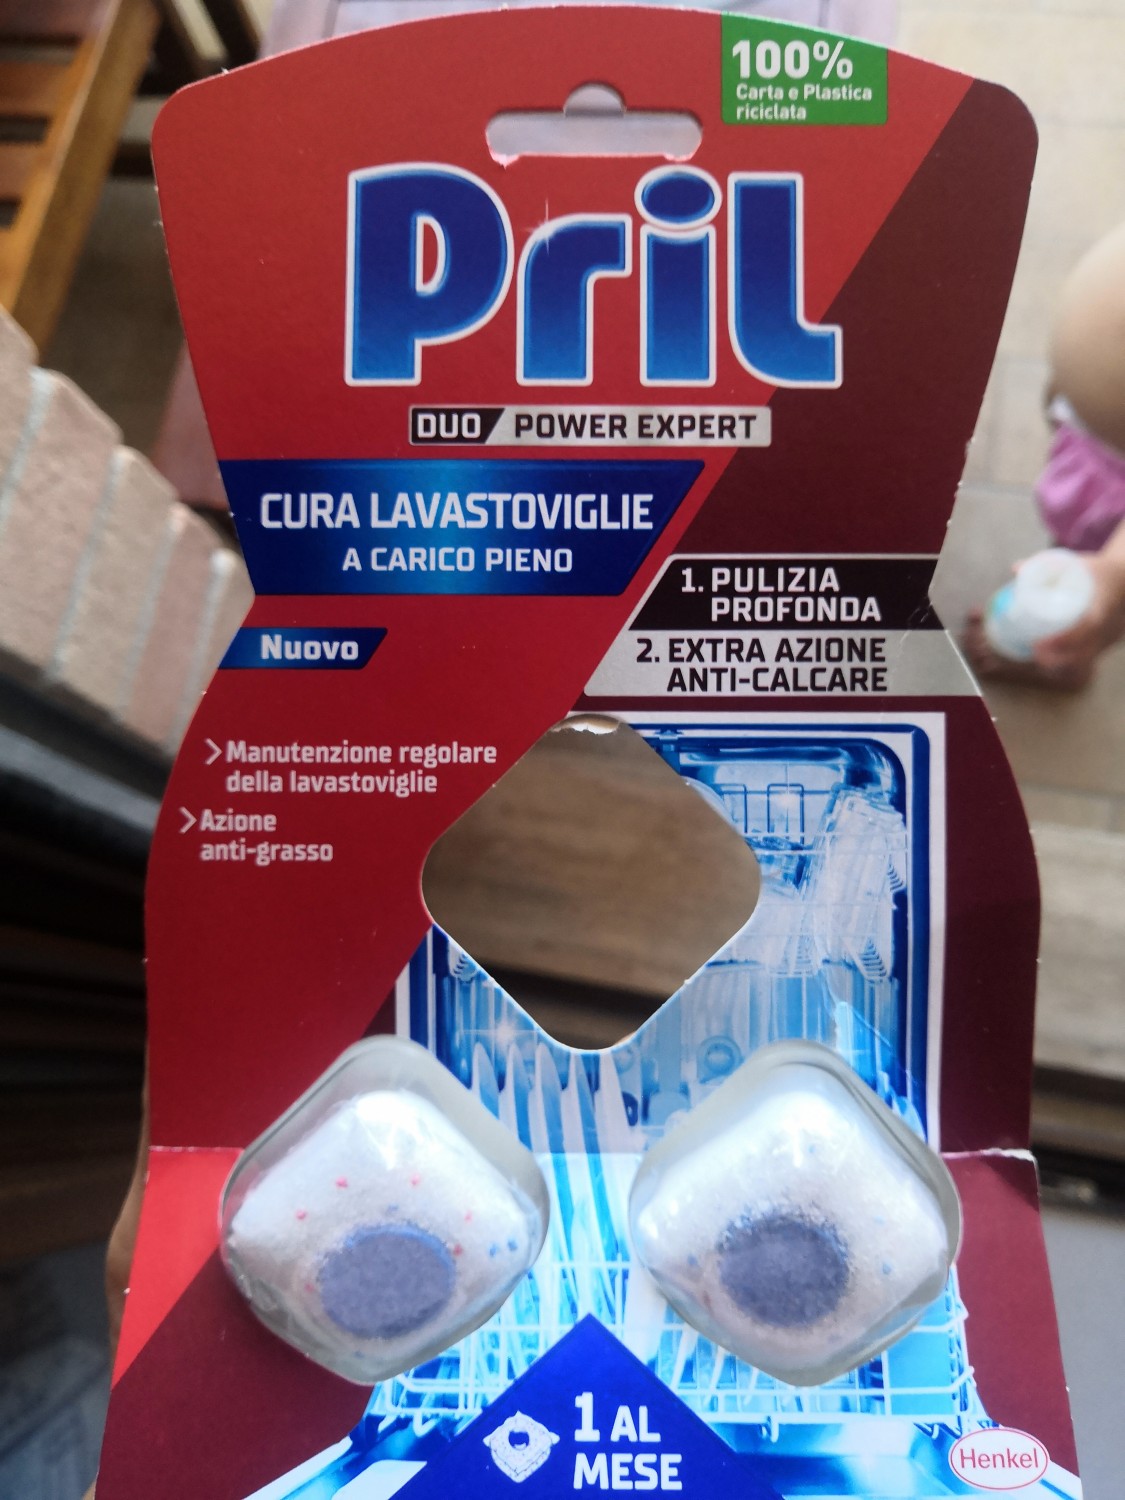 100%
Carta e Plastica
riciclata
Pril
DUO POWER EXPERT
CURA LAVASTOVIGLIE
A CARICO PIENO
1. PULIZIA
PROFONDA
2. EXTRA AZIONE
ANTI-CALCARE
Nuovo
Manutenzione regolare
della lavastoviglie
Azione
anti-grasso
1 AL
MESE
Henkel